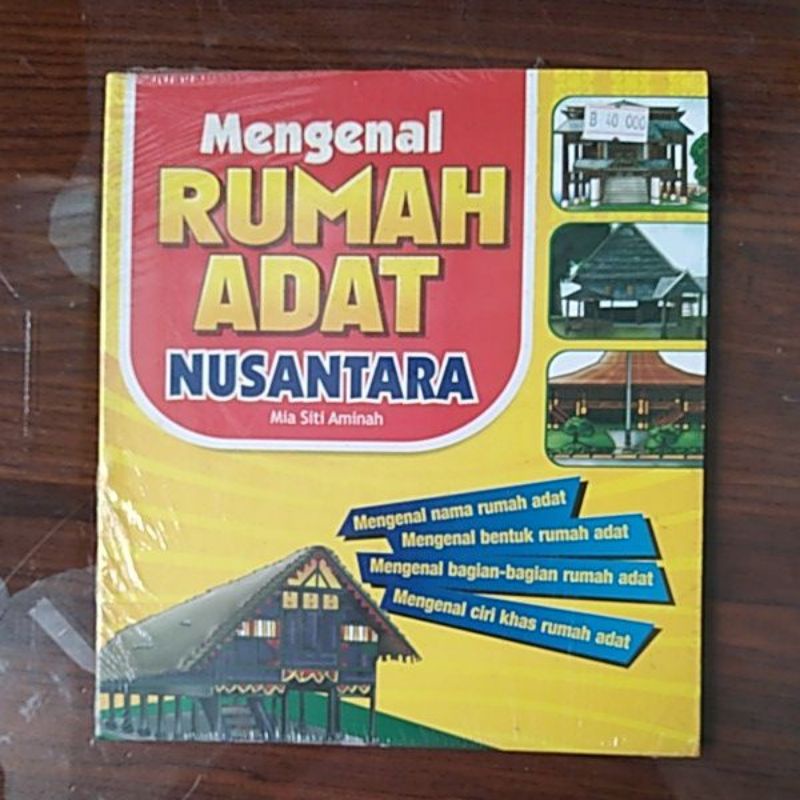 Mengenal
RUMAH
ADAT
NUSANTARA
Mia Siti Aminah
B 40 000
Mengenal nama rumah adat
Mengenal bentuk rumah adat
Mengenal bagian-bagian rumah adat
Mengenal ciri khas rumah adat